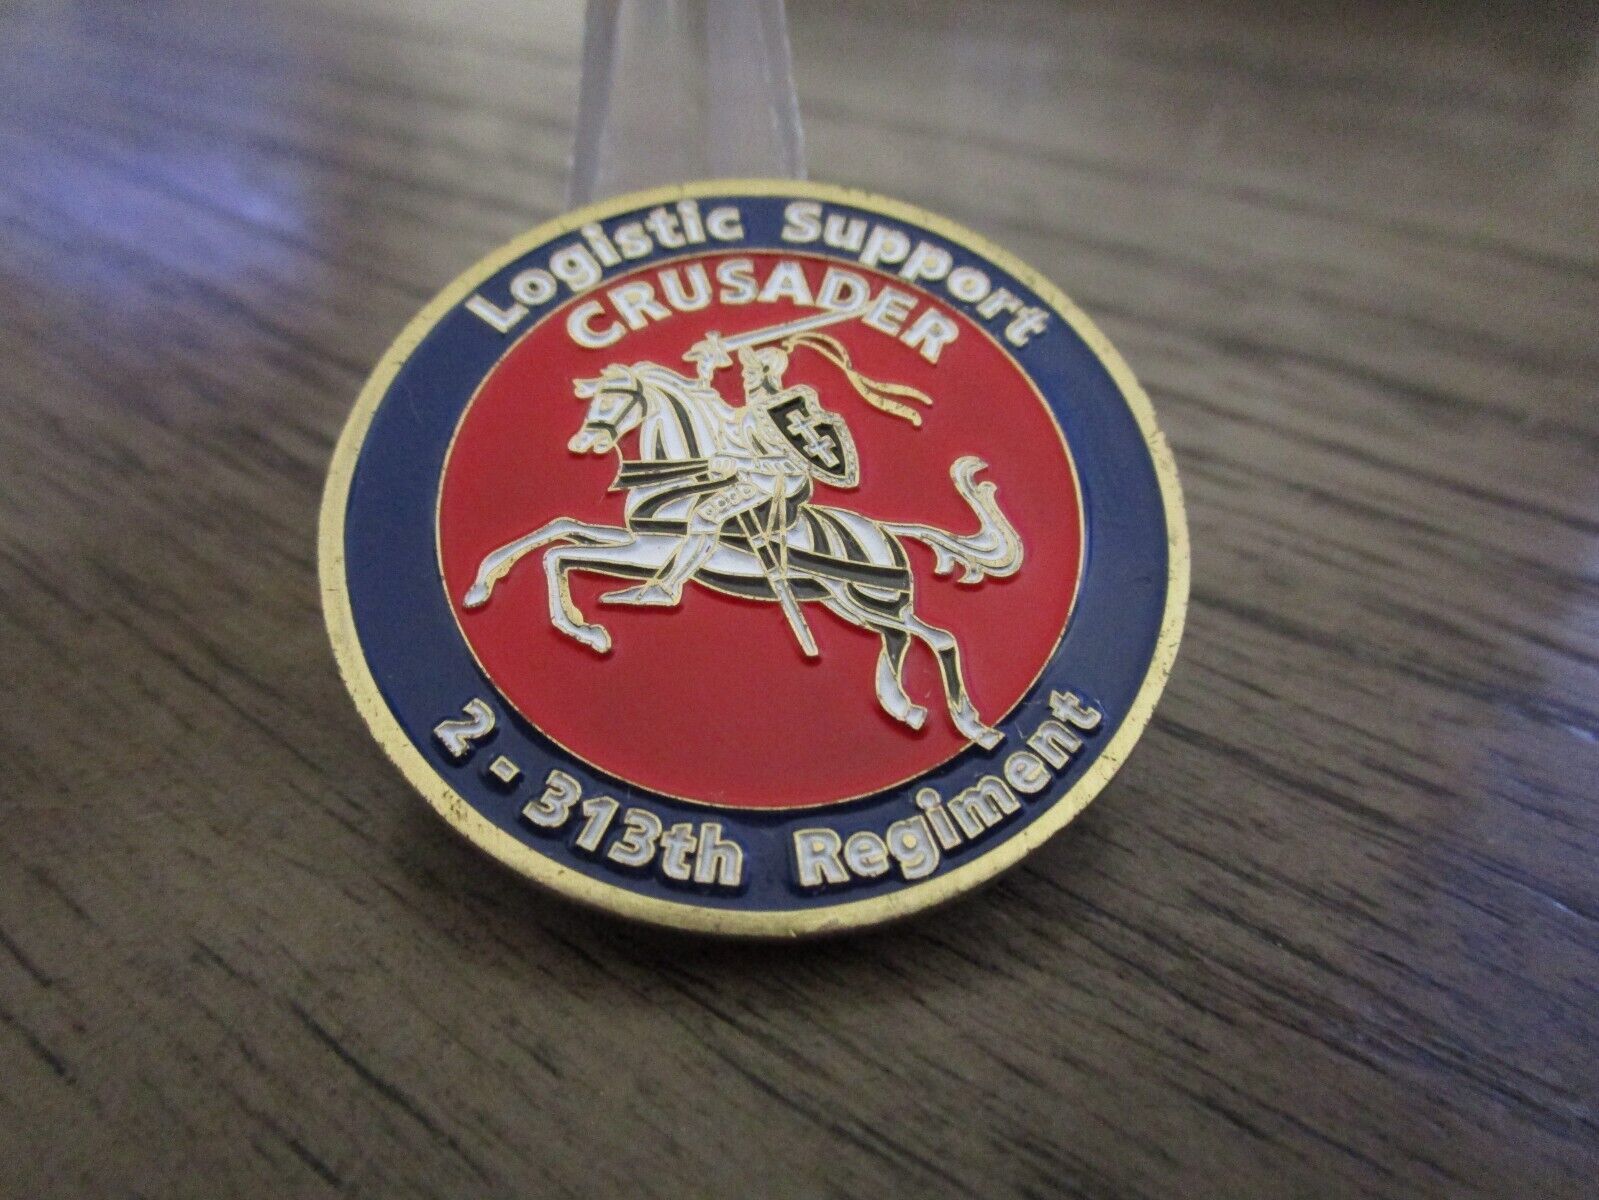 Logistic Support
CRUSADER
2 - 313th Regiment